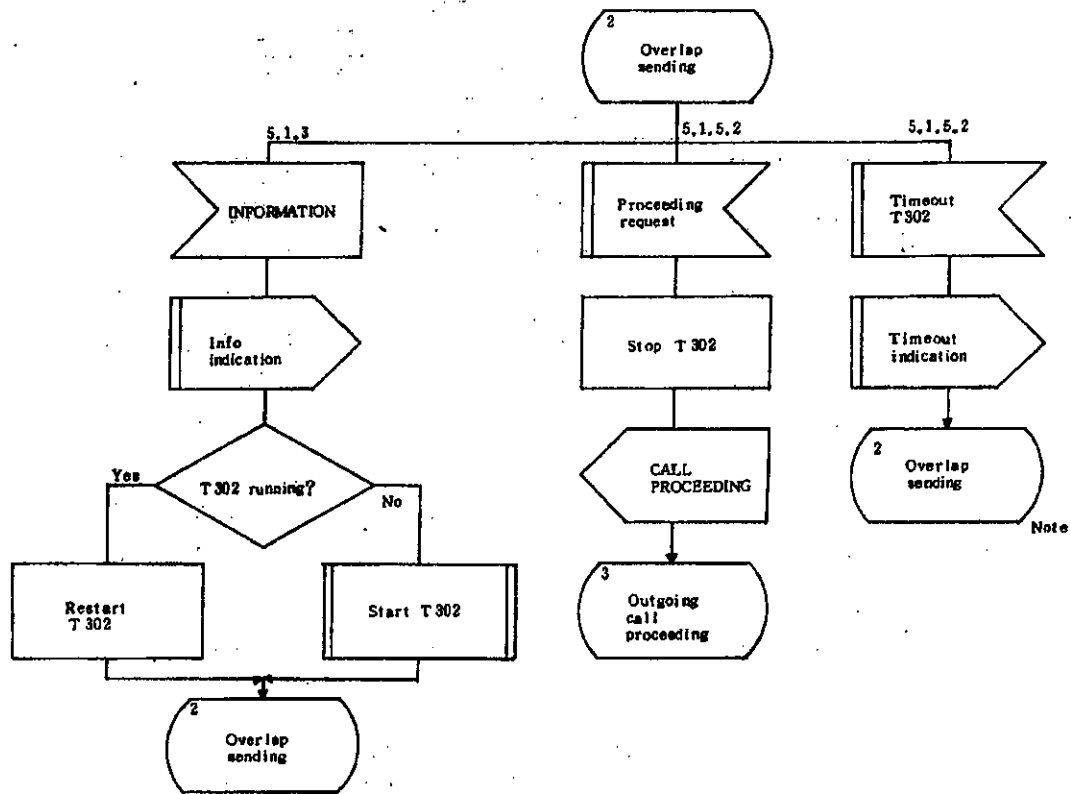 2
Overlap
sending
5.1.3
5.1.5.2
5.1.5.2
INFORMATION
Proceeding
request
Timeout
T302
Info
indication
Stop T302
Timeout
indication
T302 running?
Yes
No
CALL
PROCEEDING
2
Overlap
sending
Note
Restart
T302
Start T302
3
Outgoing
call
proceeding
2
Overlap
sending